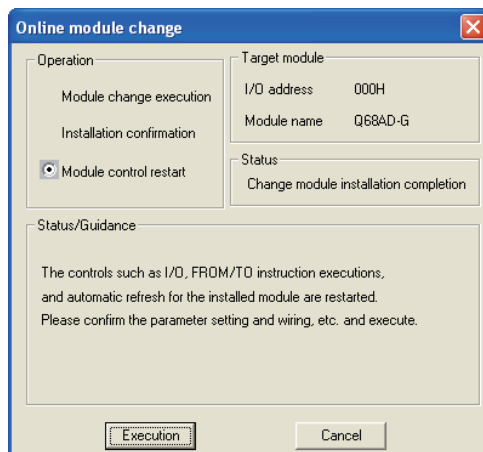 Online module change
Operation
Module change execution
Installation confirmation
Module control restart
Target module
I/O address 000H
Module name Q68AD-G
Status
Change module installation completion
Status/Guidance
The controls such as I/O, FROM/TO instruction executions,
and automatic refresh for the installed module are restarted.
Please confirm the parameter setting and wiring, etc. and execute.
Execution
Cancel